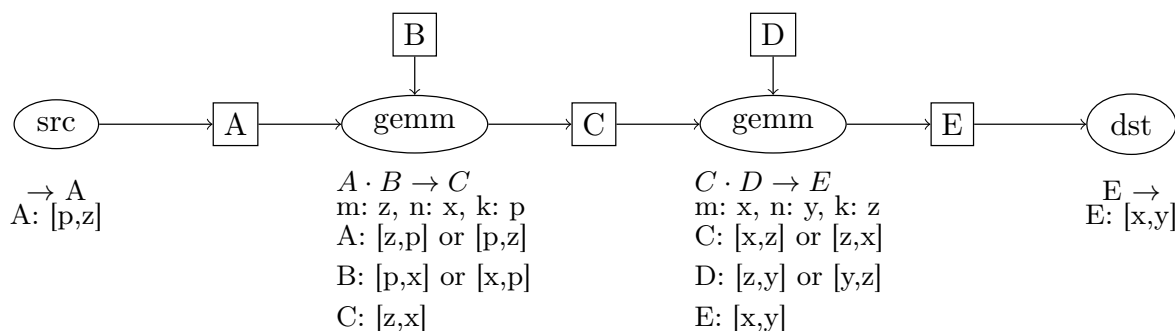 B
D
src
A
gemm
C
gemm
E
dst
→ A
A: [p,z]
A · B → C
m: z, n: x, k: p
A: [z,p] or [p,z]
B: [p,x] or [x,p]
C: [z,x]
C · D → E
m: x, n: y, k: z
C: [x,z] or [z,x]
D: [z,y] or [y,z]
E: [x,y]
E →
E: [x,y]